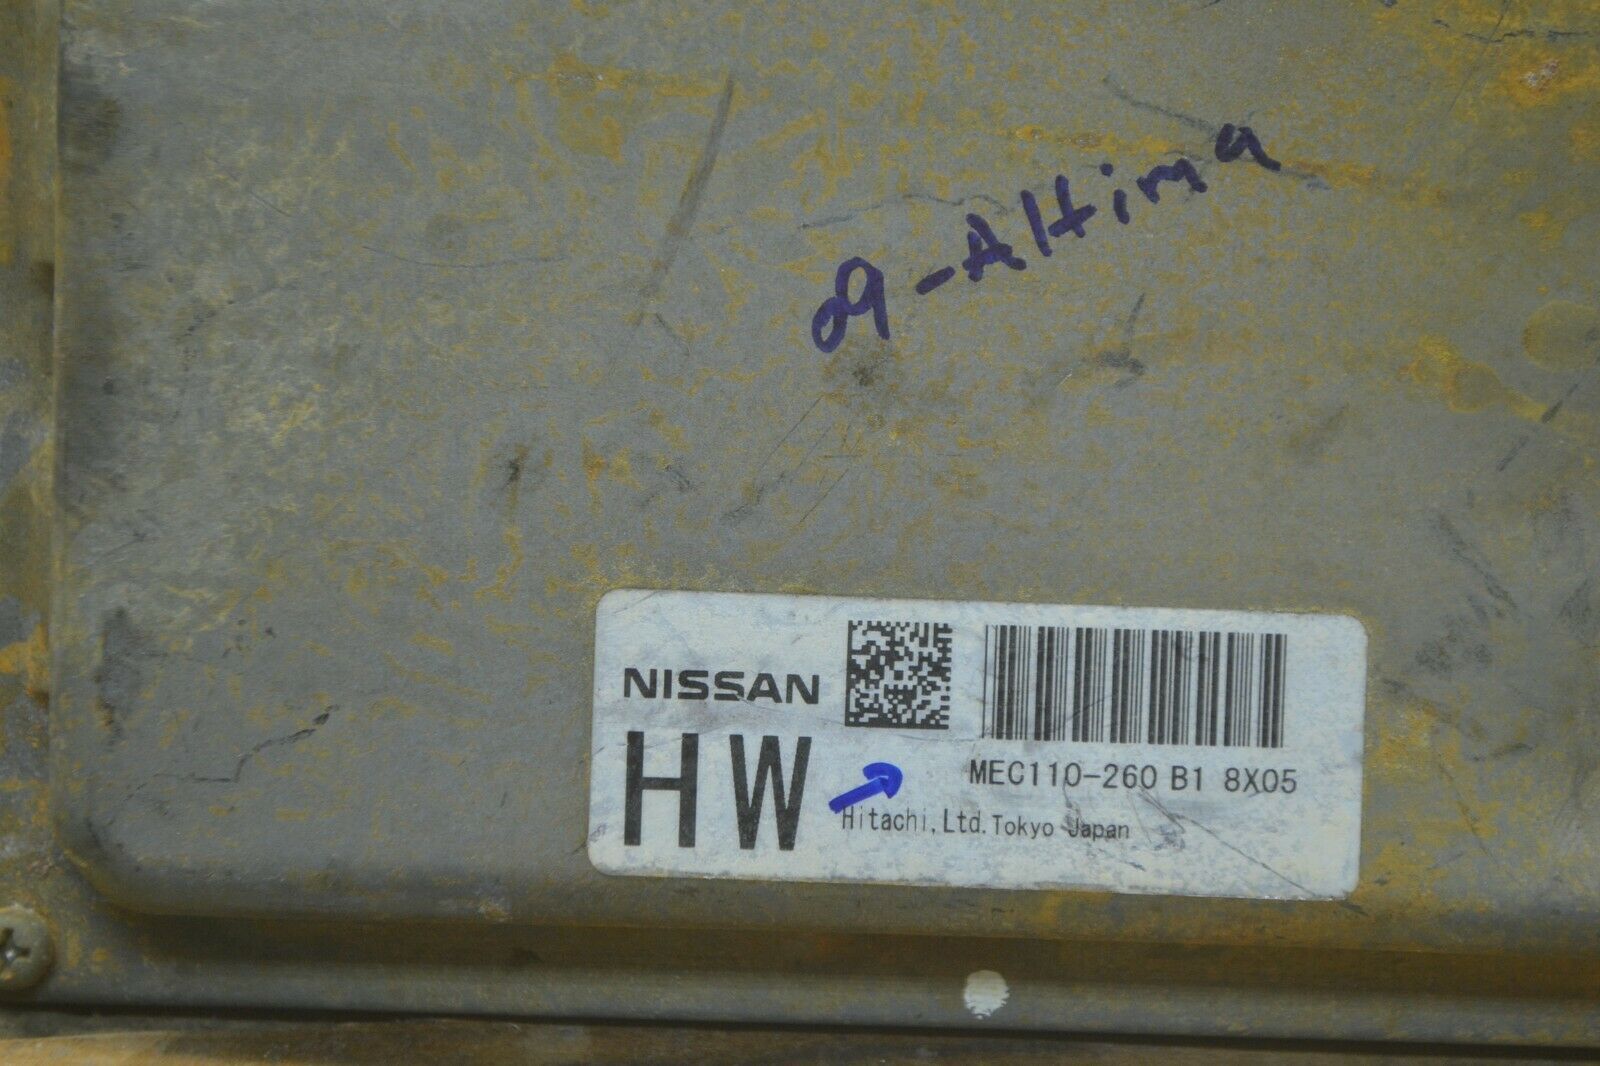 09-Altima
NISSAN
HW
MEC110-260 B1 8X05
Hitachi,Ltd.Tokyo Japan